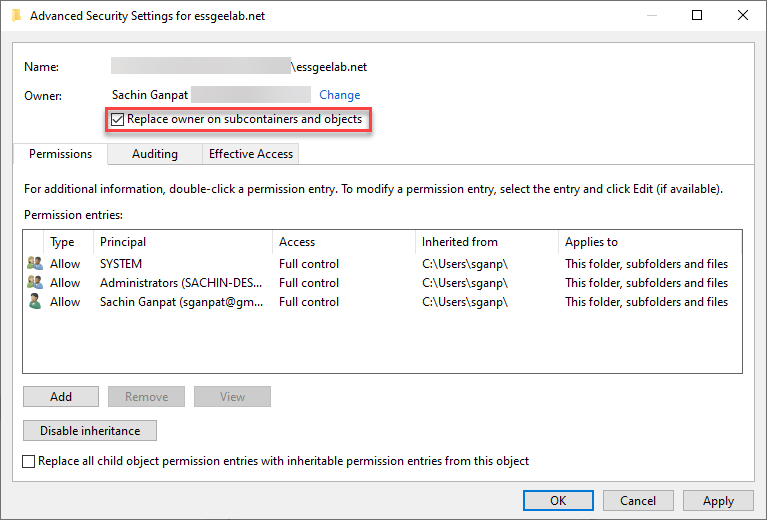 Advanced Security Settings for essgeelab.net
Name: \essgeelab.net
Owner: Sachin Ganpat Change
Replace owner on subcontainers and objects
Permissions Auditing Effective Access
For additional information, double-click a permission entry. To modify a permission entry, select the entry and click Edit (if available).
Permission entries:
Type Principal Access Inherited from Applies to
Allow SYSTEM Full control C:\Users\sganp\ This folder, subfolders and files
Allow Administrators (SACHIN-DES... Full control C:\Users\sganp\ This folder, subfolders and files
Allow Sachin Ganpat (sganpat@gm... Full control C:\Users\sganp\ This folder, subfolders and files
Add Remove View
Disable inheritance
Replace all child object permission entries with inheritable permission entries from this object
OK Cancel Apply